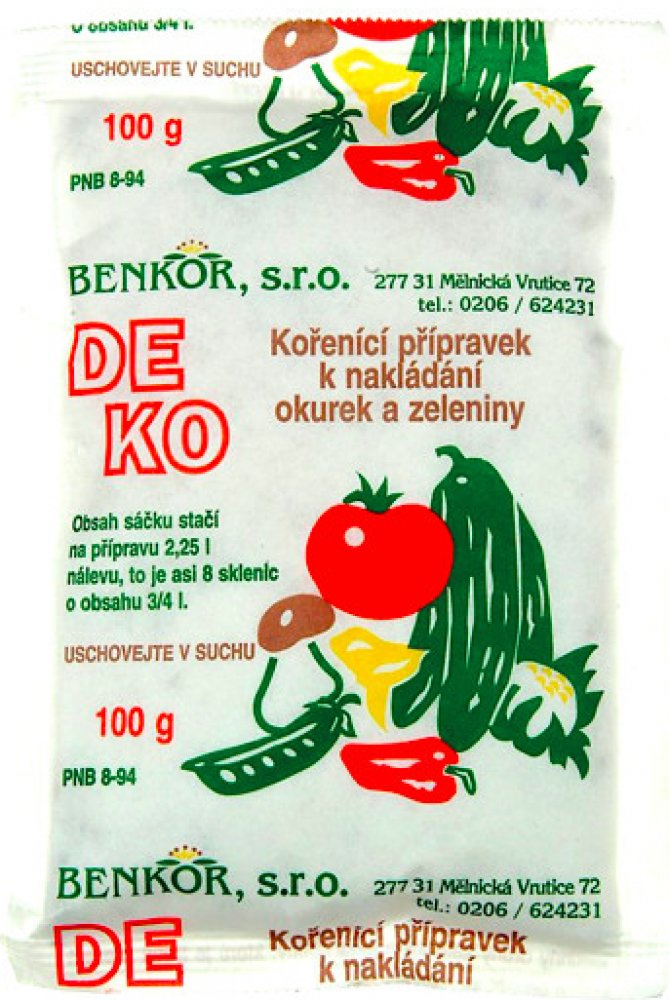 o obsahu 3/4 l.
USCHOVEJTE V SUCHU
100 g
PNB 8-94
BENKOR, s.r.o.
277 31 Mělnická Vrutice 72
tel.: 0206 / 624231
DE
KO
Kořenící přípravek
k nakládání
okurek a zeleniny
Obsah sáčku stačí
na přípravu 2,25 l
nálevu, to je asi 8 sklenic
o obsahu 3/4 l.
USCHOVEJTE V SUCHU
100 g
PNB 8-94
BENKOR, s.r.o.
277 31 Mělnická Vrutice 72
tel.: 0206 / 624231
DE
Kořenící přípravek
k nakládání